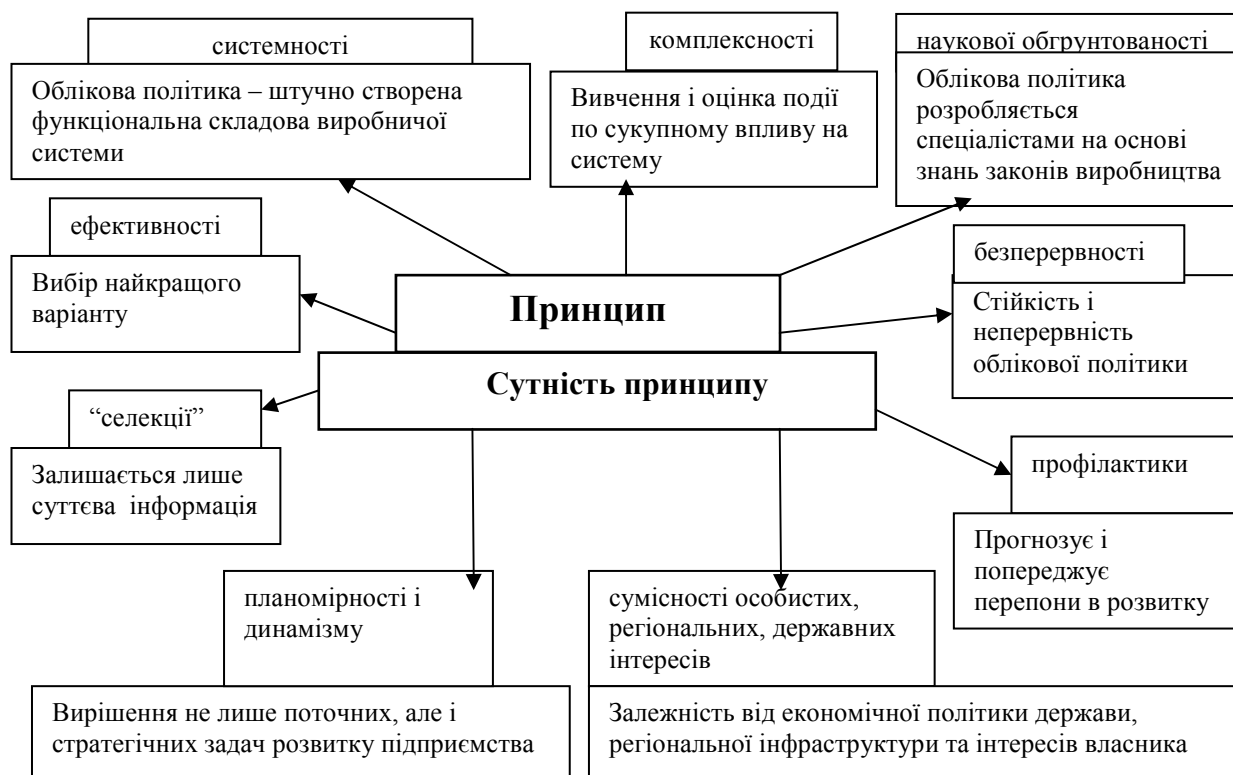 системності
Облікова політика – штучно створена
функціональна складова виробничої
системи
комплексності
Вивчення і оцінка події
по сукупному впливу на
систему
наукової обгрунтованості
Облікова політика
розробляється
спеціалістами на основі
знань законів виробництва
ефективності
Вибір найкращого
варіанту
Принцип
Сутність принципу
безперервності
Стійкість і
неперервність
облікової політики
“селекції”
Залишається лише
суттєва інформація
профілактики
Прогнозує і
попереджує
перепони в розвитку
планомірності і
динамізму
Вирішення не лише поточних, але і
стратегічних задач розвитку підприємства
сумісності особистих,
регіональних, державних
інтересів
Залежність від економічної політики держави,
регіональної інфраструктури та інтересів власника